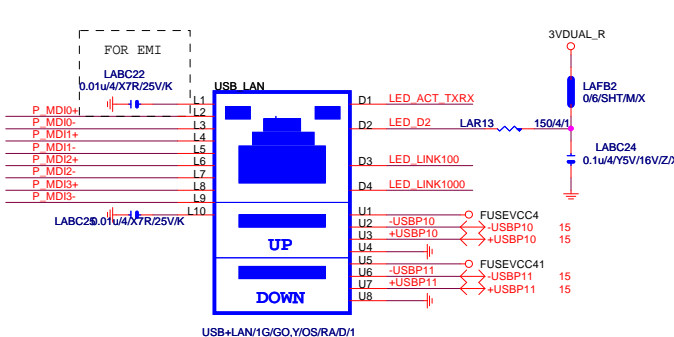 3VDUAL_R
FOR EMI
LABC22
0.01u/4/X7R/25V/K
USB_LAN
LAFB2
0/6/SHT/M/X
L1
D1
LED_ACT_TXRX
P_MDI0+
L2
P_MDI0-
L3
D2
LED_D2
LAR13
150/4/1
P_MDI1+
L4
P_MDI1-
L5
LABC24
0.1u/4/Y5V/16V/Z/X
P_MDI2+
L6
D3
LED_LINK100
P_MDI2-
L7
P_MDI3+
L8
D4
LED_LINK1000
P_MDI3-
L9
LABC25
0.01u/4/X7R/25V/K
L10
U1
FUSEVCC4
U2
-USBP10
-USBP10
15
U3
+USBP10
+USBP10
15
UP
U4
U5
FUSEVCC41
U6
-USBP11
-USBP11
15
U7
+USBP11
+USBP11
15
DOWN
U8
USB+LAN/1G/GO,Y/OS/RA/D/1